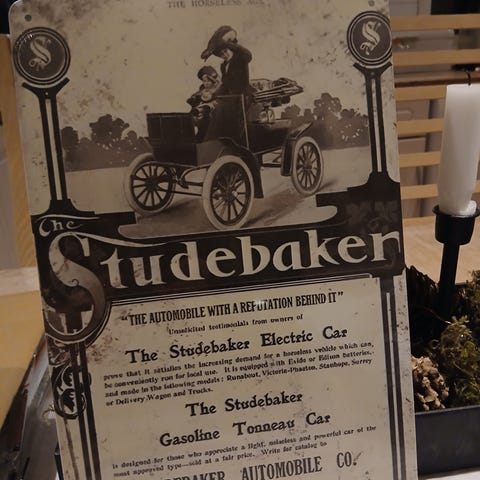 THE HORSELESS AGE
S
S
The
Studebaker
"THE AUTOMOBILE WITH A REPUTATION BEHIND IT"
Unsolicited testimonials from owners of
The Studebaker Electric Car
prove that it satisfies the increasing demand for a horseless vehicle which can,
be conveniently run for local use. It is equipped with Exide or Edison batteries,
and made in the following models: Runabout, Victoria-Phaeton, Stanhope, Surrey
or Delivery Wagon and Trucks.
The Studebaker
Gasoline Tonneau Car
is designed for those who appreciate a light, noiseless and powerful car of the
most approved type—sold at a fair price. Write for catalog to
AUTOMOBILE CO.